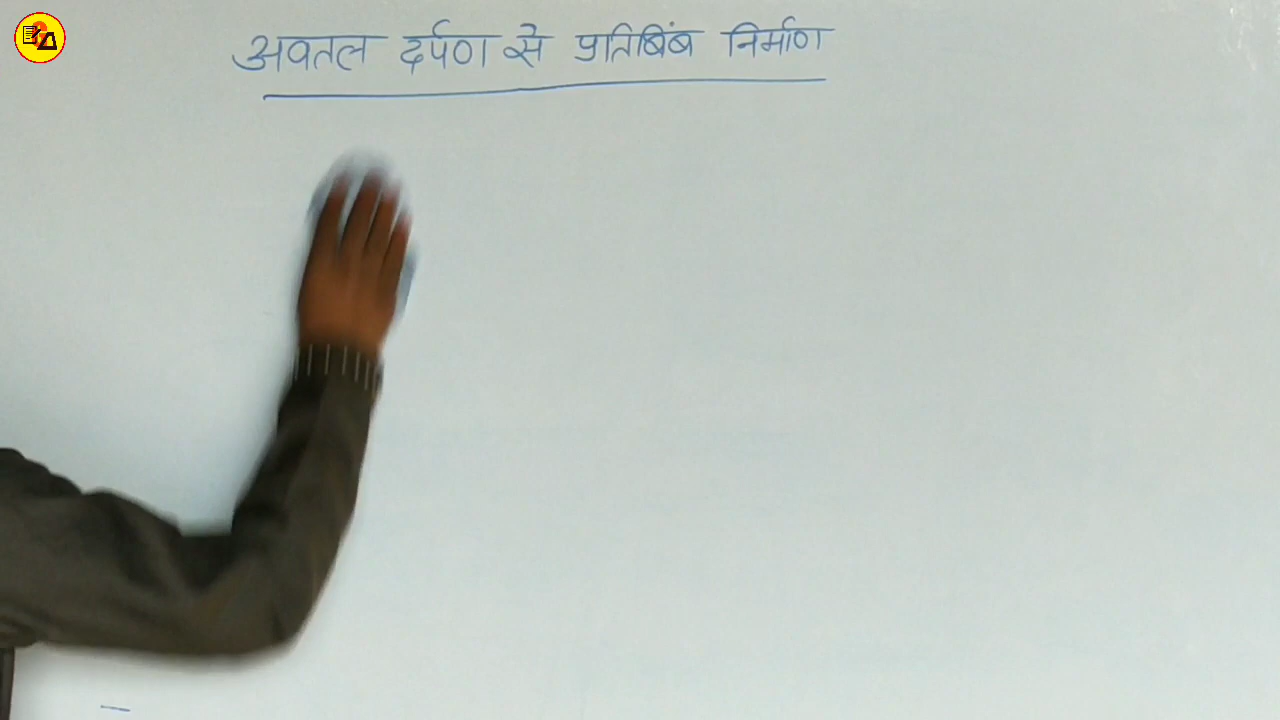 अवतल दर्पण से प्रतिबिंब निर्माण